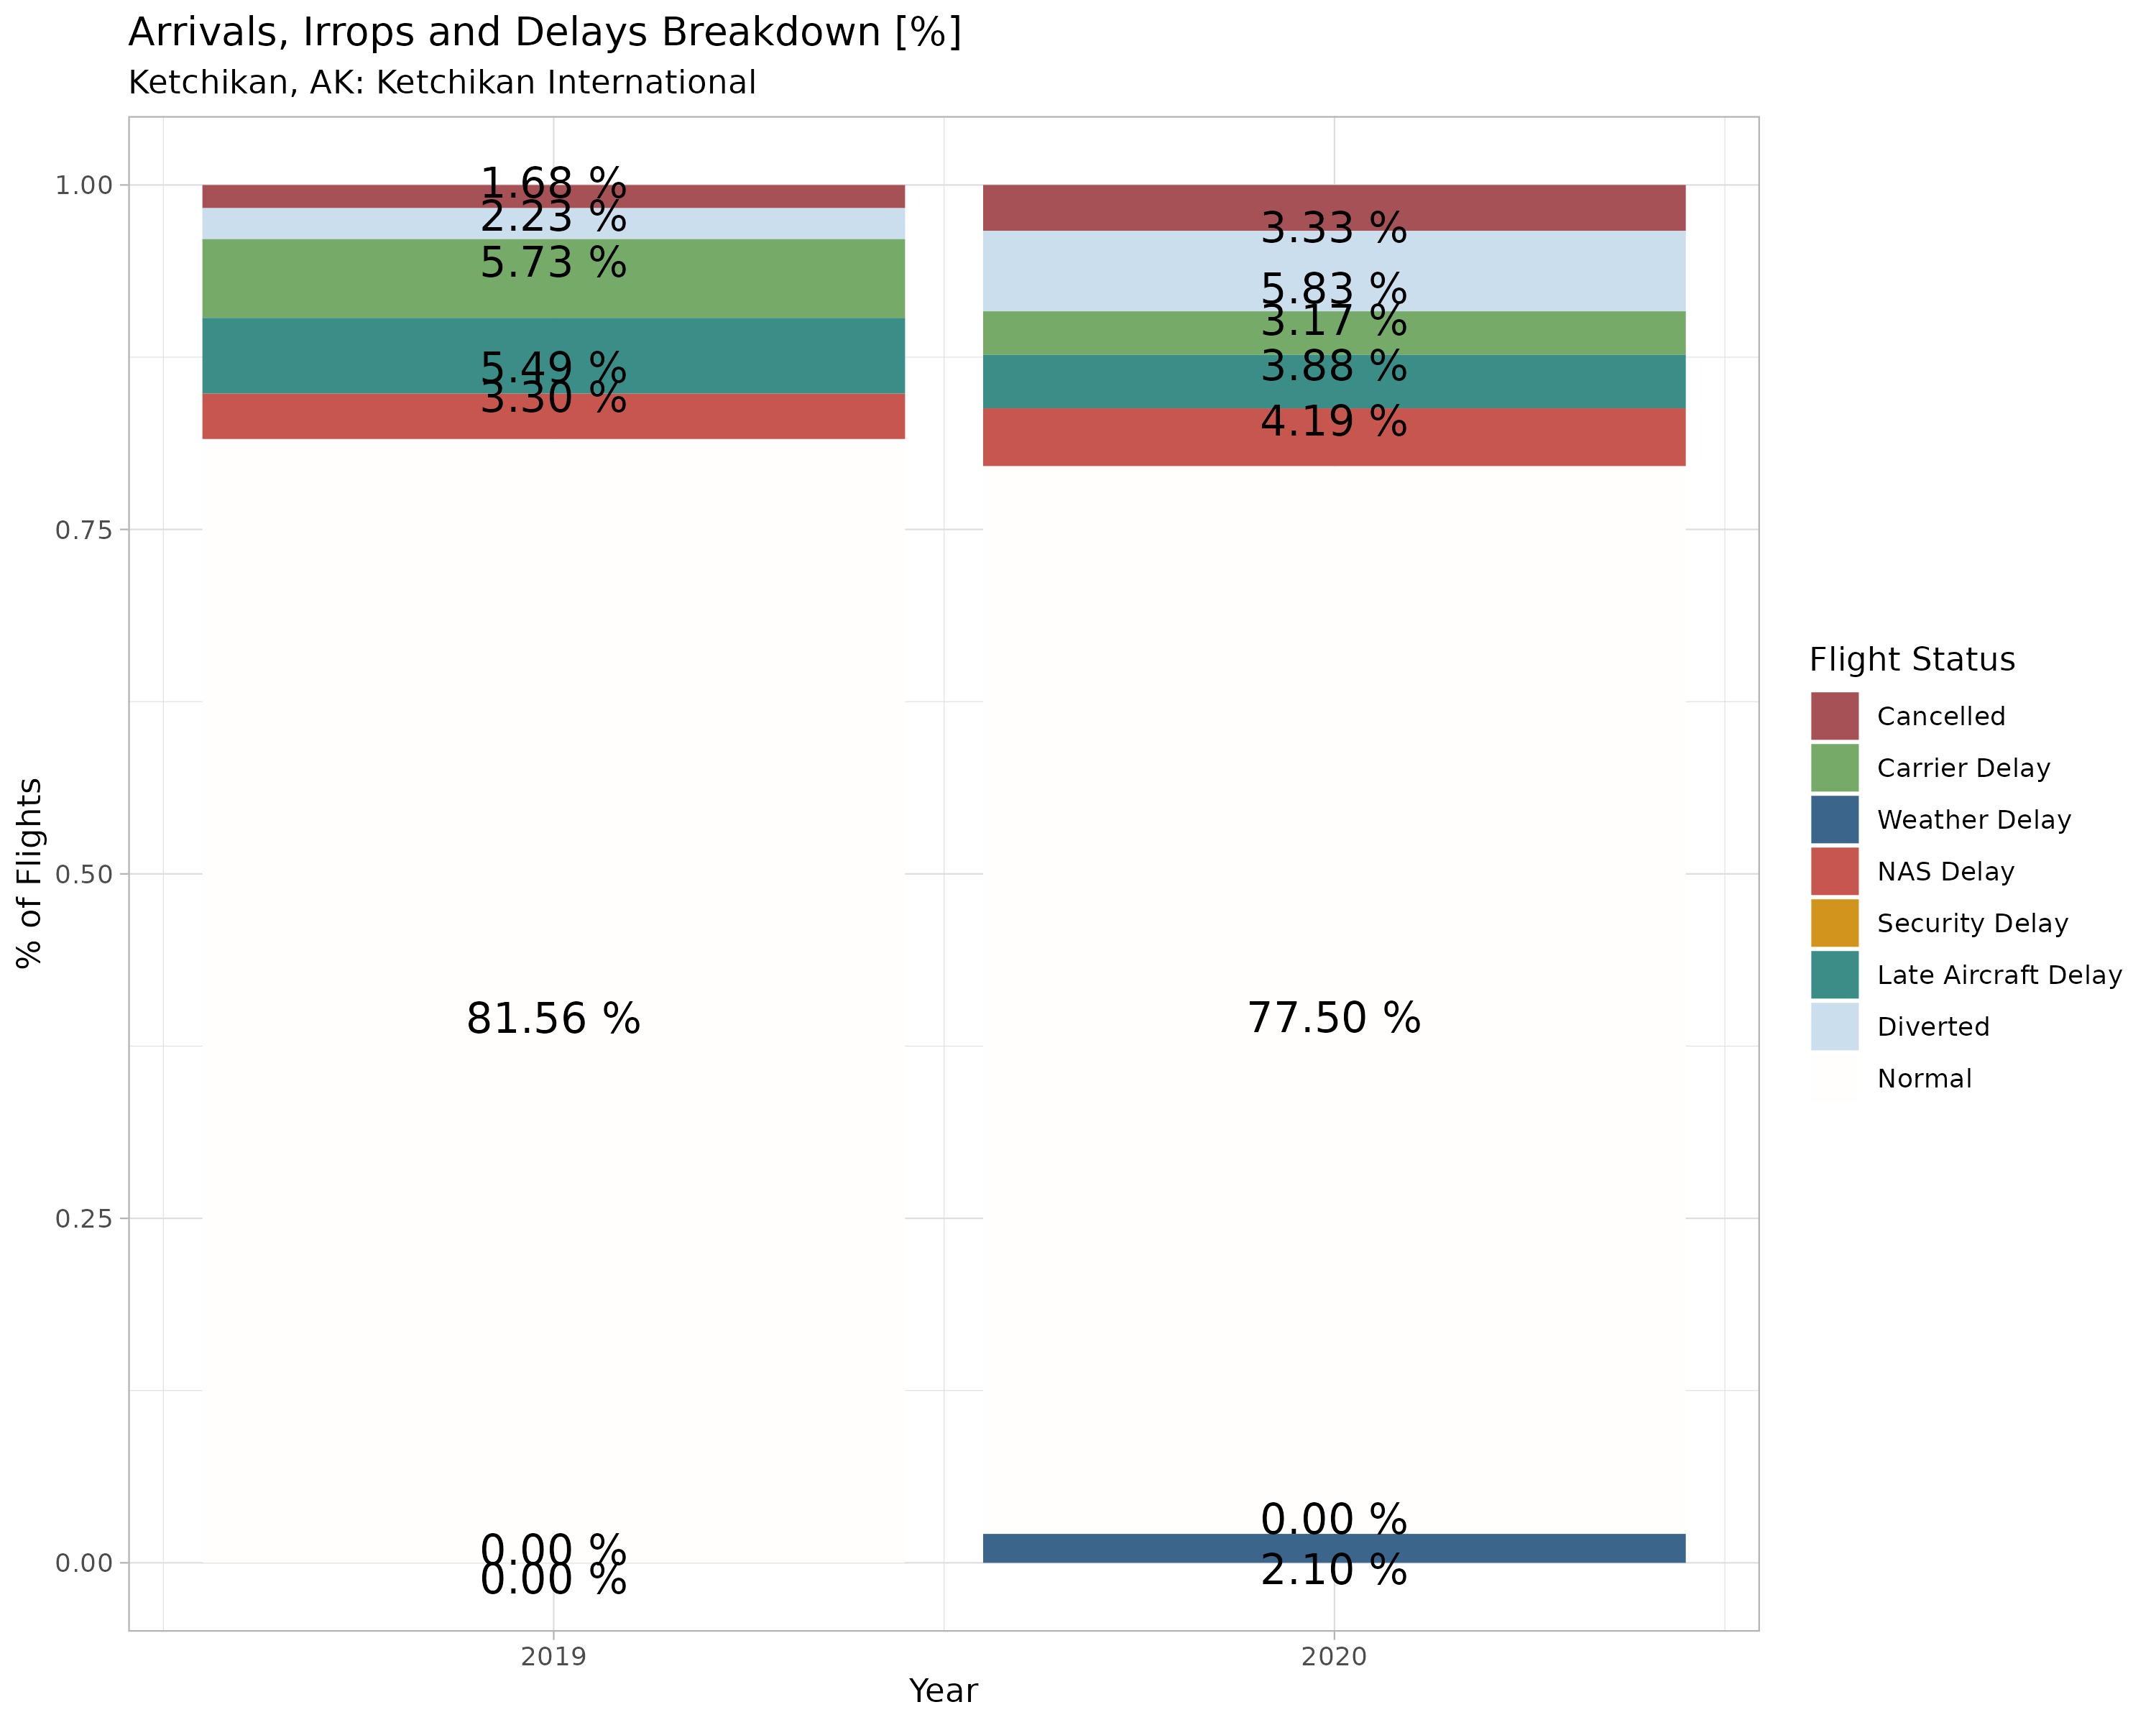 Arrivals, Irrops and Delays Breakdown [%]
Ketchikan, AK: Ketchikan International
1.00
0.75
0.50
0.25
0.00
% of Flights
1.68 %
2.23 %
5.73 %
5.49 %
3.30 %
81.56 %
0.00 %
0.00 %
3.33 %
5.83 %
3.17 %
3.88 %
4.19 %
77.50 %
0.00 %
2.10 %
2019
2020
Year
Flight Status
Cancelled
Carrier Delay
Weather Delay
NAS Delay
Security Delay
Late Aircraft Delay
Diverted
Normal